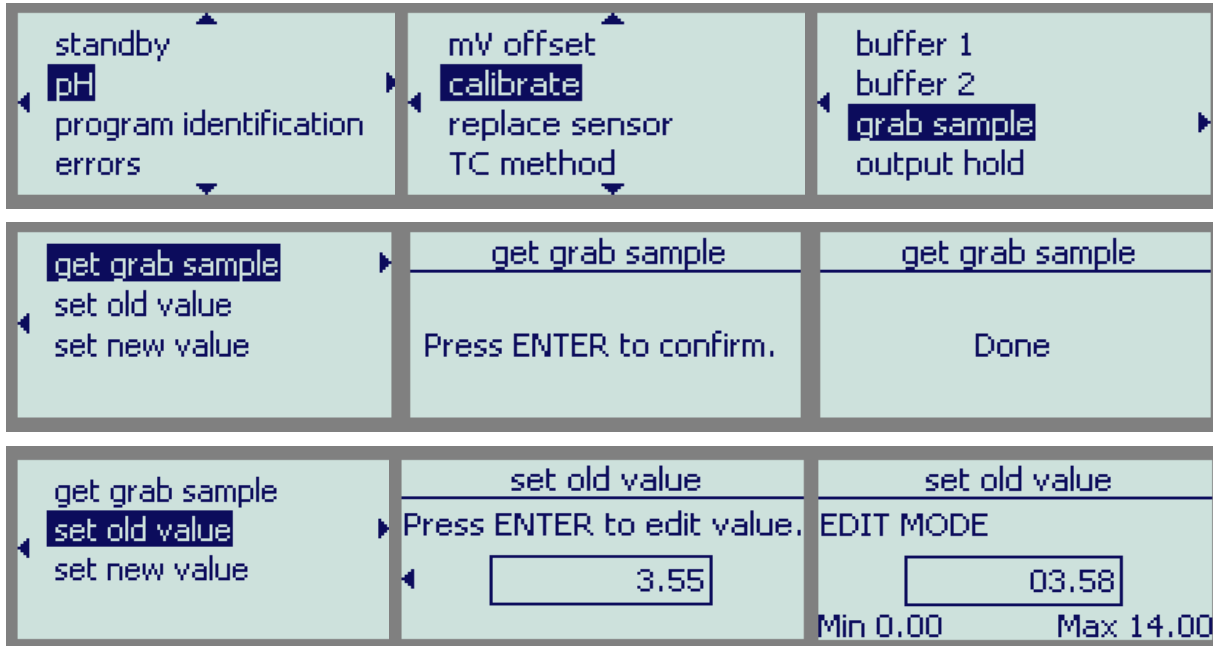 standby
pH
program identification
errors
mV offset
calibrate
replace sensor
TC method
buffer 1
buffer 2
grab sample
output hold
get grab sample
set old value
set new value
get grab sample
Press ENTER to confirm.
get grab sample
Done
get grab sample
set old value
set new value
set old value
Press ENTER to edit value.
3.55
set old value
EDIT MODE
03.58
Min 0.00 Max 14.00